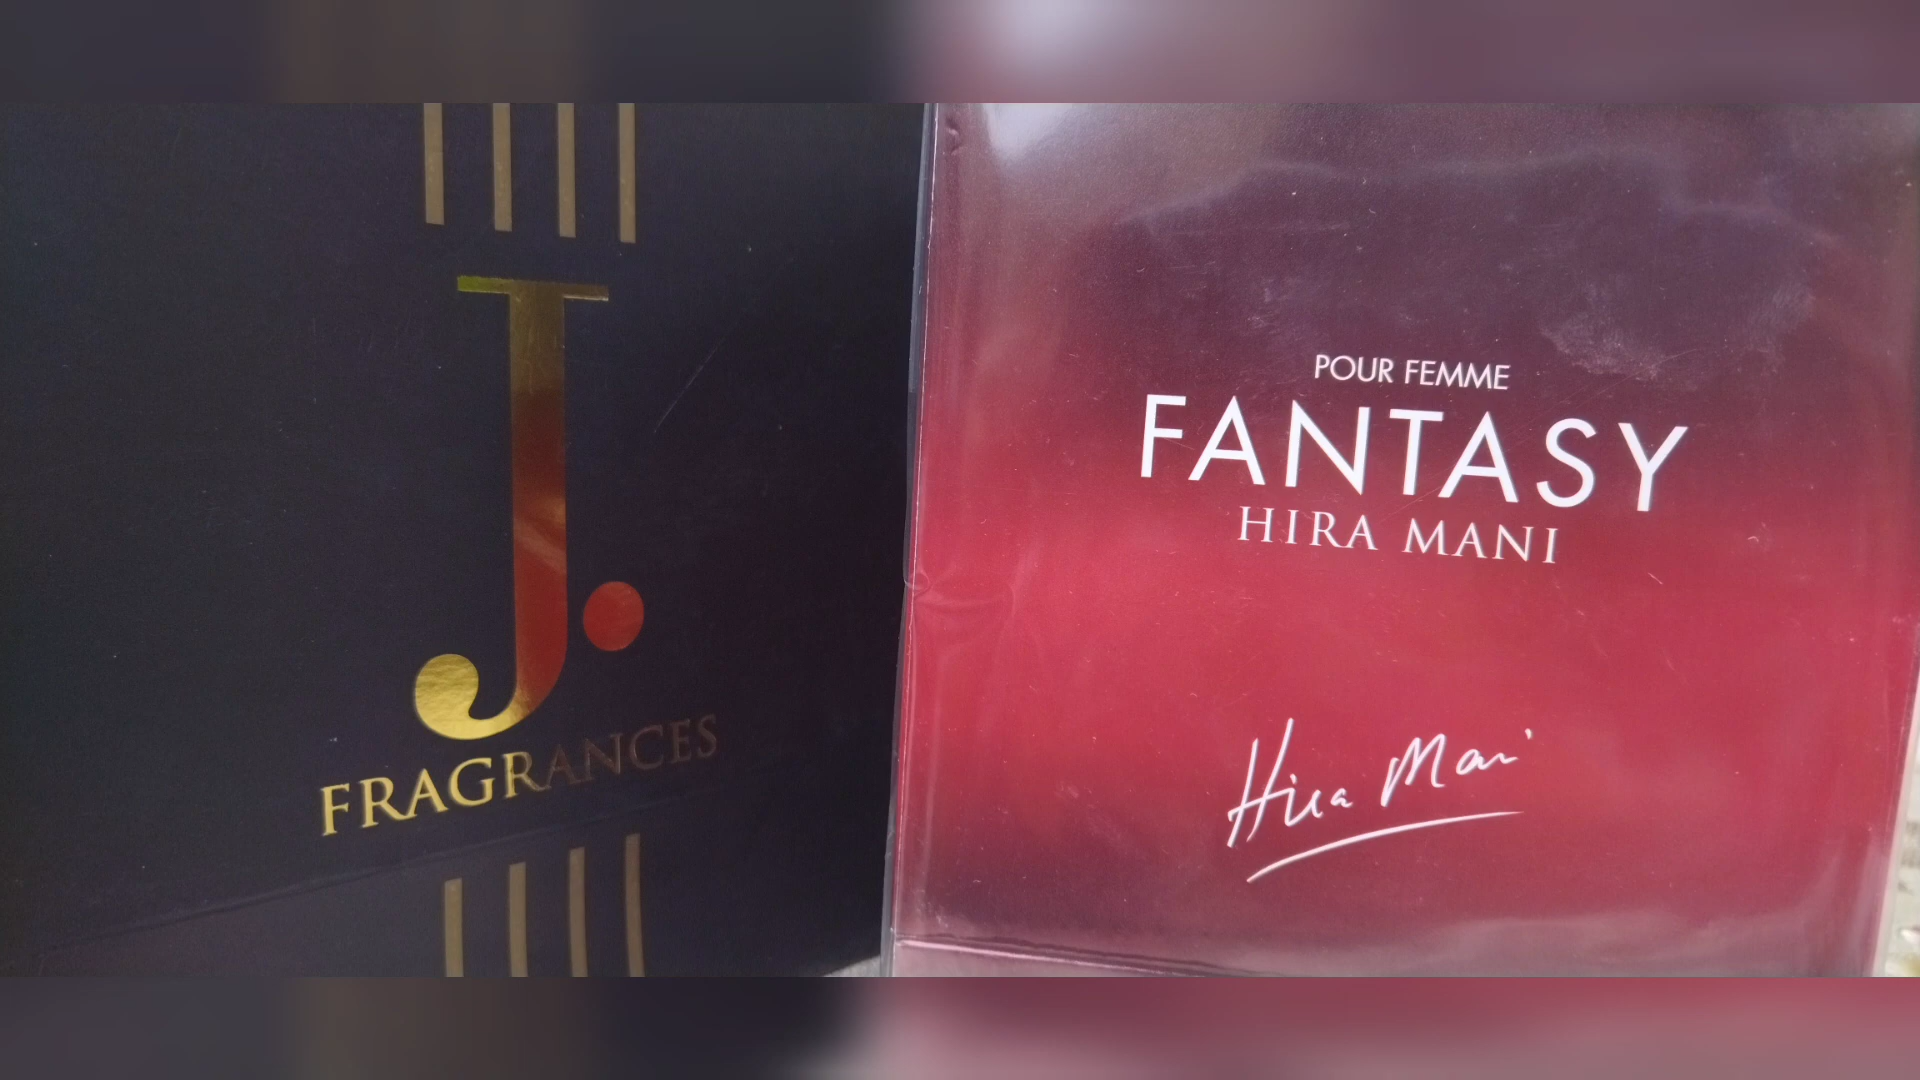 J.
FRAGRANCES
POUR FEMME
FANTASY
HIRA MANI
Hira Mani